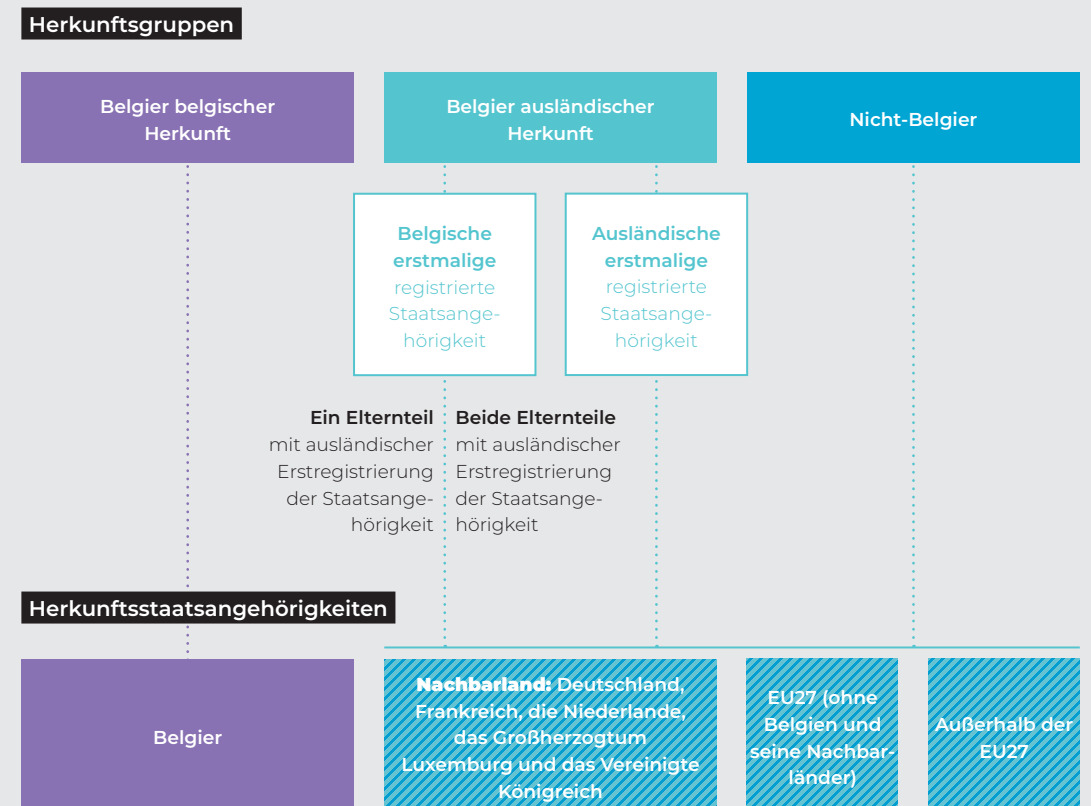 Herkunftsgruppen
Belgier belgischer
Herkunft
Belgier ausländischer
Herkunft
Nicht-Belgier
Belgische
erstmalige
registrierte
Staatsange-
hörigkeit
Ausländische
erstmalige
registrierte
Staatsange-
hörigkeit
Ein Elternteil
mit ausländischer
Erstregistrierung
der Staatsange-
hörigkeit
Beide Elternteile
mit ausländischer
Erstregistrierung
der Staatsange-
hörigkeit
Herkunftsstaatsangehörigkeiten
Belgier
Nachbarland: Deutschland,
Frankreich, die Niederlande,
das Großherzogtum
Luxemburg und das Vereinigte
Königreich
EU27 (ohne
Belgien und
seine Nachbar-
länder)
Außerhalb der
EU27